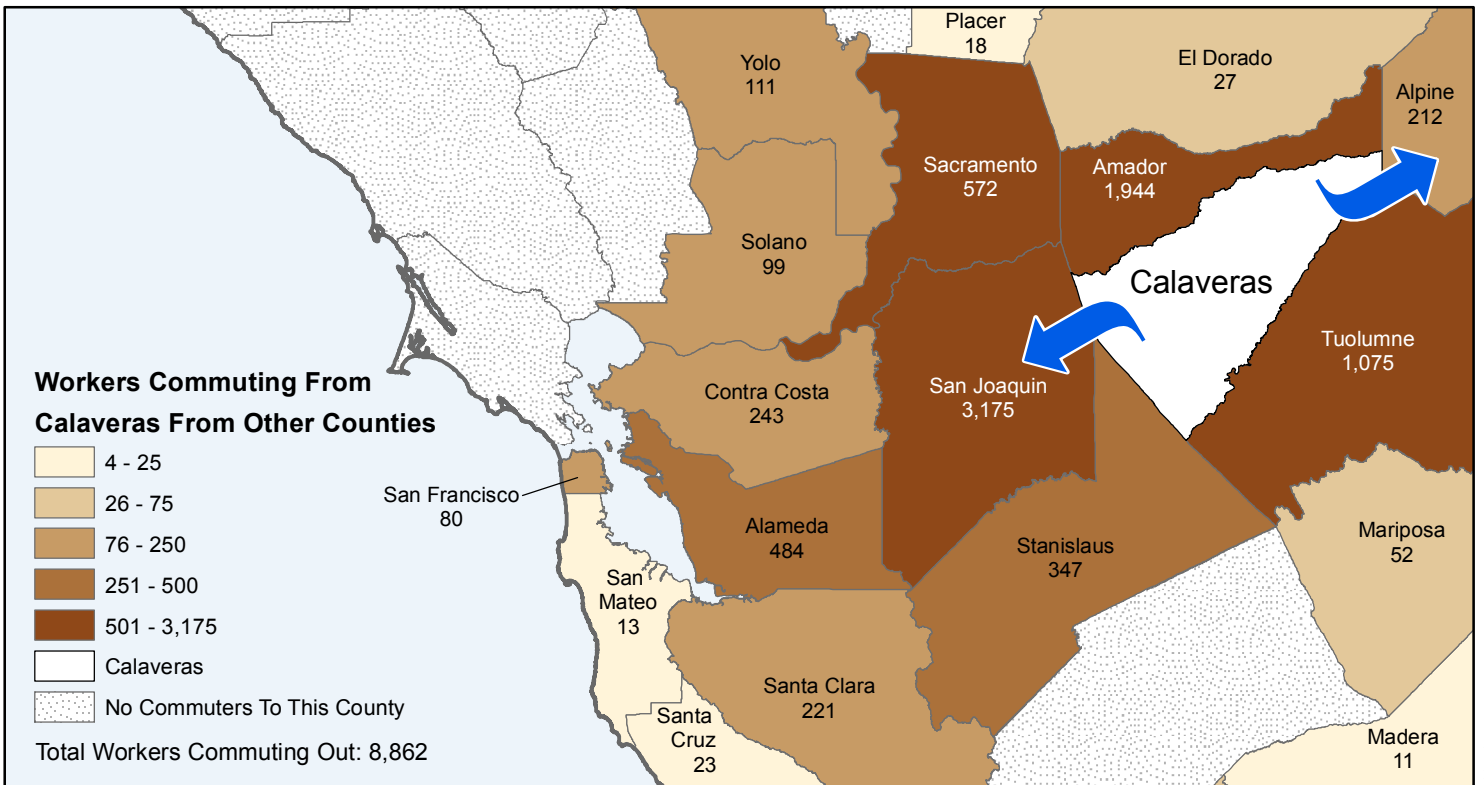 Placer
18
El Dorado
27
Yolo
111
Alpine
212
Sacramento
572
Amador
1,944
Solano
99
Calaveras
Tuolumne
1,075
Contra Costa
243
San Joaquin
3,175
San Francisco
80
Alameda
484
Stanislaus
347
Mariposa
52
San
Mateo
13
Santa Clara
221
Santa
Cruz
23
Madera
11
Workers Commuting From
Calaveras From Other Counties
4 - 25
26 - 75
76 - 250
251 - 500
501 - 3,175
Calaveras
No Commuters To This County
Total Workers Commuting Out: 8,862